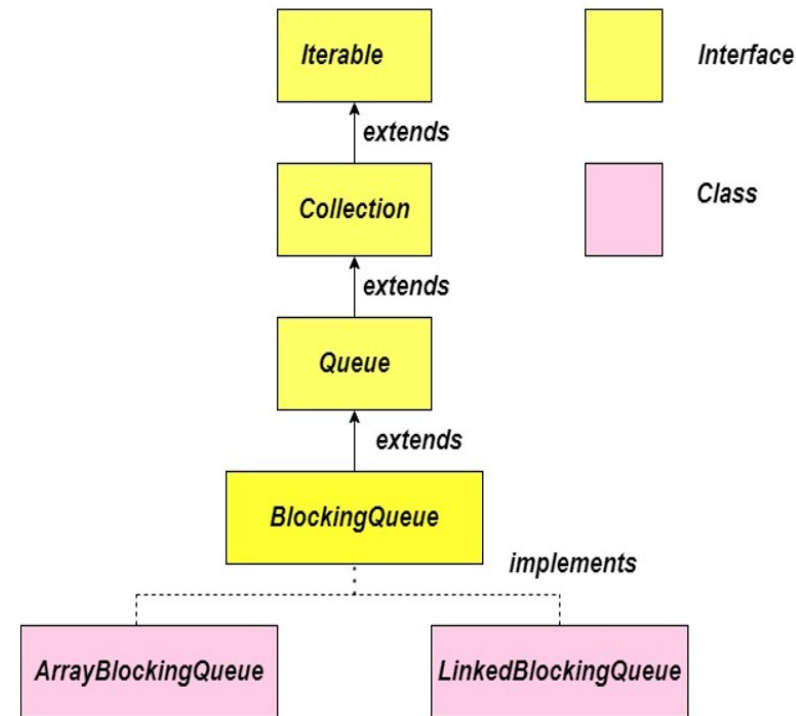 Iterable
Interface
extends
Collection
Class
extends
Queue
extends
BlockingQueue
implements
ArrayBlockingQueue
LinkedBlockingQueue